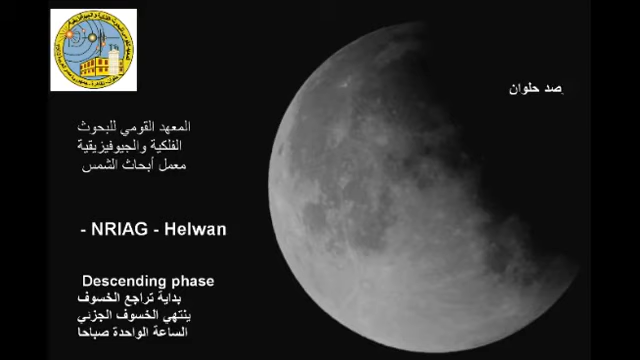 صد حلوان
المعهد القومي للبحوث
الفلكية والجيوفيزيقية
معمل أبحاث الشمس
- NRIAG - Helwan
Descending phase
بداية تراجع الخسوف
ينتهي الخسوف الجزئي
الساعة الواحدة صباحا